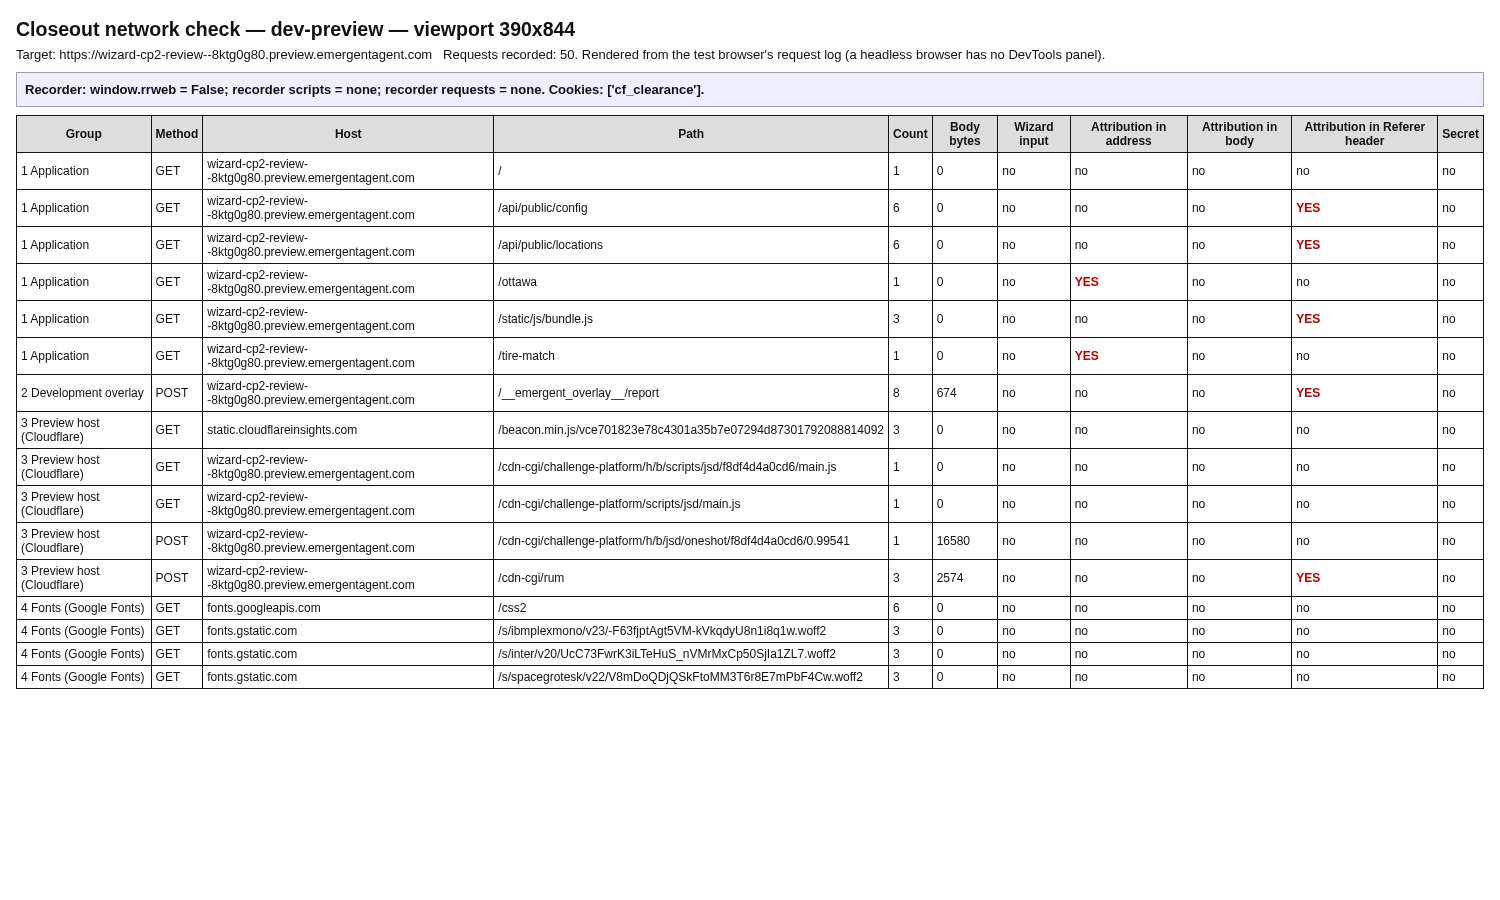 Closeout network check — dev-preview — viewport 390x844
Target: https://wizard-cp2-review--8ktg0g80.preview.emergentagent.com   Requests recorded: 50. Rendered from the test browser's request log (a headless browser has no DevTools panel).
Recorder: window.rrweb = False; recorder scripts = none; recorder requests = none. Cookies: ['cf_clearance'].
Group Method Host Path Count Body bytes Wizard input Attribution in address Attribution in body Attribution in Referer header Secret
1 Application GET wizard-cp2-review--8ktg0g80.preview.emergentagent.com / 1 0 no no no no no
1 Application GET wizard-cp2-review--8ktg0g80.preview.emergentagent.com /api/public/config 6 0 no no no YES no
1 Application GET wizard-cp2-review--8ktg0g80.preview.emergentagent.com /api/public/locations 6 0 no no no YES no
1 Application GET wizard-cp2-review--8ktg0g80.preview.emergentagent.com /ottawa 1 0 no YES no no no
1 Application GET wizard-cp2-review--8ktg0g80.preview.emergentagent.com /static/js/bundle.js 3 0 no no no YES no
1 Application GET wizard-cp2-review--8ktg0g80.preview.emergentagent.com /tire-match 1 0 no YES no no no
2 Development overlay POST wizard-cp2-review--8ktg0g80.preview.emergentagent.com /__emergent_overlay__/report 8 674 no no no YES no
3 Preview host (Cloudflare) GET static.cloudflareinsights.com /beacon.min.js/vce701823e78c4301a35b7e07294d87301792088814092 3 0 no no no no no
3 Preview host (Cloudflare) GET wizard-cp2-review--8ktg0g80.preview.emergentagent.com /cdn-cgi/challenge-platform/h/b/scripts/jsd/f8df4d4a0cd6/main.js 1 0 no no no no no
3 Preview host (Cloudflare) GET wizard-cp2-review--8ktg0g80.preview.emergentagent.com /cdn-cgi/challenge-platform/scripts/jsd/main.js 1 0 no no no no no
3 Preview host (Cloudflare) POST wizard-cp2-review--8ktg0g80.preview.emergentagent.com /cdn-cgi/challenge-platform/h/b/jsd/oneshot/f8df4d4a0cd6/0.99541 1 16580 no no no no no
3 Preview host (Cloudflare) POST wizard-cp2-review--8ktg0g80.preview.emergentagent.com /cdn-cgi/rum 3 2574 no no no YES no
4 Fonts (Google Fonts) GET fonts.googleapis.com /css2 6 0 no no no no no
4 Fonts (Google Fonts) GET fonts.gstatic.com /s/ibmplexmono/v23/-F63fjptAgt5VM-kVkqdyU8n1i8q1w.woff2 3 0 no no no no no
4 Fonts (Google Fonts) GET fonts.gstatic.com /s/inter/v20/UcC73FwrK3iLTeHuS_nVMrMxCp50SjIa1ZL7.woff2 3 0 no no no no no
4 Fonts (Google Fonts) GET fonts.gstatic.com /s/spacegrotesk/v22/V8mDoQDjQSkFtoMM3T6r8E7mPbF4Cw.woff2 3 0 no no no no no